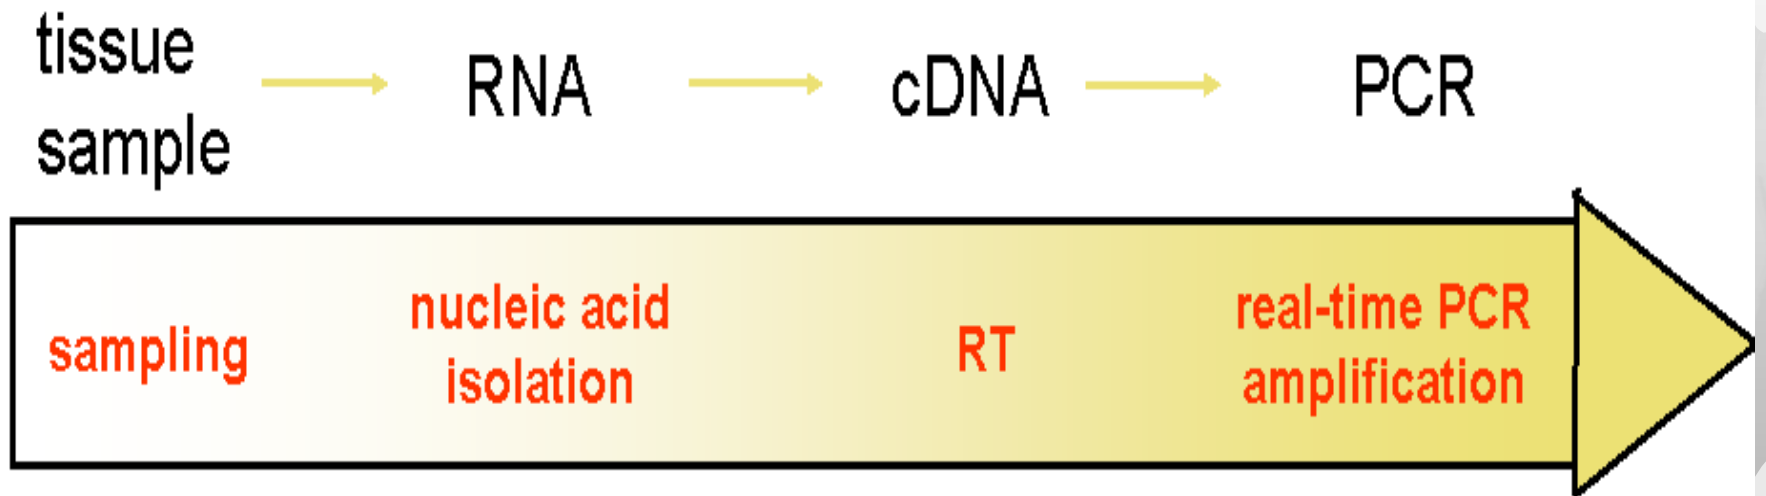 tissue
sample
RNA
cDNA
PCR
sampling
nucleic acid
isolation
RT
real-time PCR
amplification